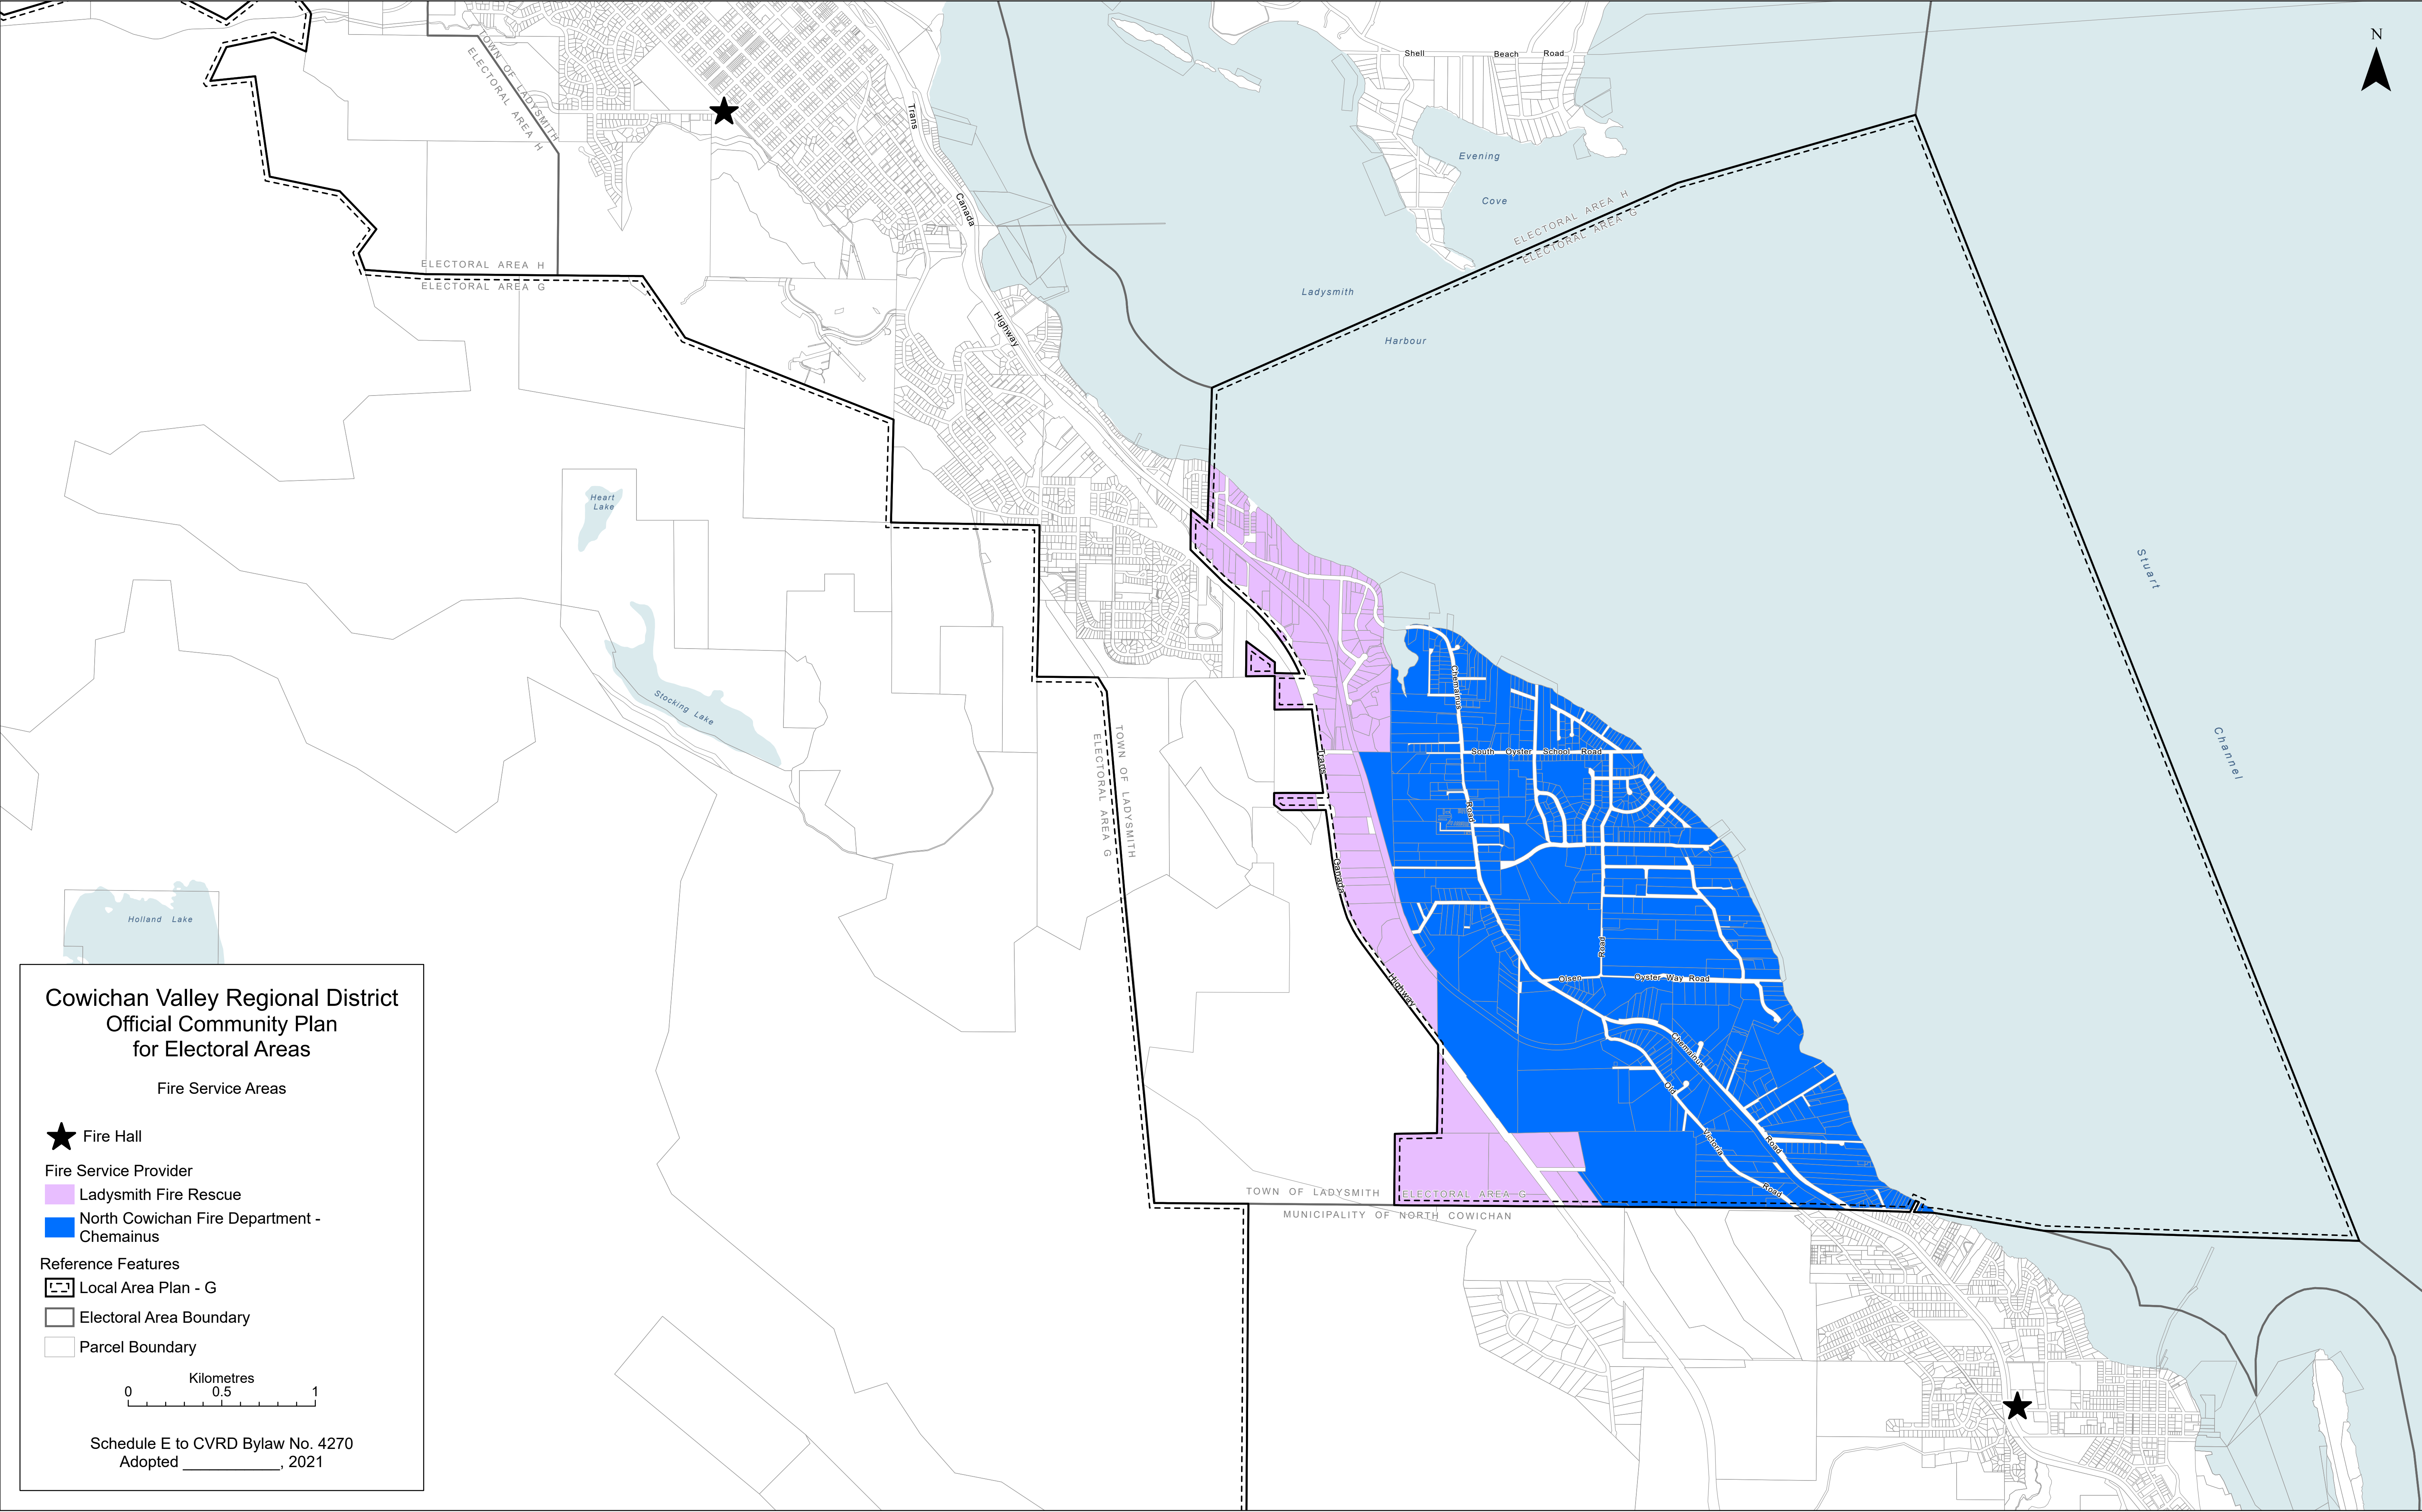 N
Shell Beach Road
TOWN OF LADYSMITH
ELECTORAL AREA H
Trans
Canada
Highway
Evening
Cove
ELECTORAL AREA H
ELECTORAL AREA G
ELECTORAL AREA H
ELECTORAL AREA G
Ladysmith
Harbour
Heart
Lake
Stuart
Channel
Stocking Lake
Chemainus
Road
South Oyster School Road
TOWN OF LADYSMITH
ELECTORAL AREA G
Trans
Canada
Highway
Holland Lake
Road
Olsen
Oyster Way Road
Chemainus
Road
Old
Victoria
Road
TOWN OF LADYSMITH
ELECTORAL AREA G
MUNICIPALITY OF NORTH COWICHAN
Cowichan Valley Regional District
Official Community Plan
for Electoral Areas
Fire Service Areas
Fire Hall
Fire Service Provider
Ladysmith Fire Rescue
North Cowichan Fire Department -
Chemainus
Reference Features
Local Area Plan - G
Electoral Area Boundary
Parcel Boundary
Kilometres
0 0.5 1
Schedule E to CVRD Bylaw No. 4270
Adopted ____________, 2021